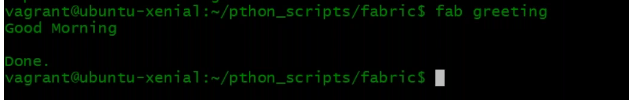 vagrant@ubuntu-xenial:~/pthon_scripts/fabric$ fab greeting
Good Morning
Done.
vagrant@ubuntu-xenial:~/pthon_scripts/fabric$